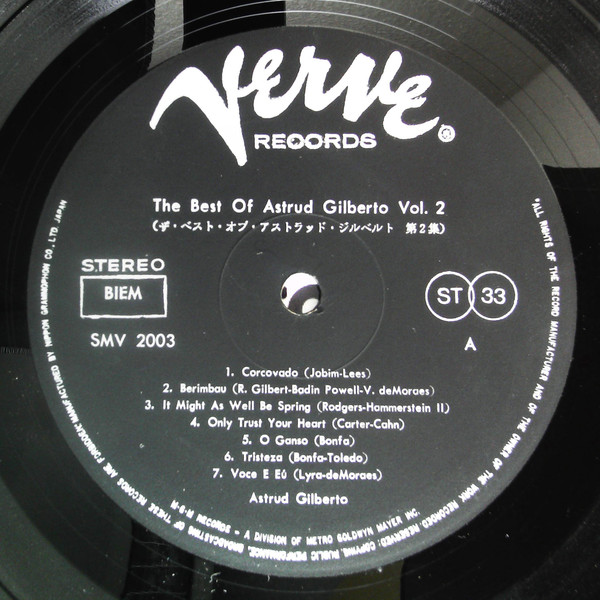 Verve
RECORDS
®
The Best Of Astrud Gilberto Vol. 2
(ザ・ベスト・オブ・アストラッド・ジルベルト 第2集)
STEREO
BIEM
SMV 2003
ST 33
A
1. Corcovado (Jobim-Lees)
2. Berimbau (R. Gilbert-Badin Powell-V. deMoraes)
3. It Might As Well Be Spring (Rodgers-Hammerstein II)
4. Only Trust Your Heart (Carter-Cahn)
5. O Ganso (Bonfa)
6. Tristeza (Bonfa-Toledo)
7. Voce E Eû (Lyra-deMoraes)
Astrud Gilberto
*ALL RIGHTS OF THE RECORD MANUFACTURER AND OF THE OWNER OF THE WORK RECORDED RESERVED: COPYING PUBLIC PERFORMANCE, BROADCASTING OF THESE RECORDS ARE FORBIDDEN: MANUFACTURED BY NIPPON GRAMMOPHON CO., LTD. JAPAN
M-G-M RECORDS • A DIVISION OF METRO GOLDWYN MAYER INC.